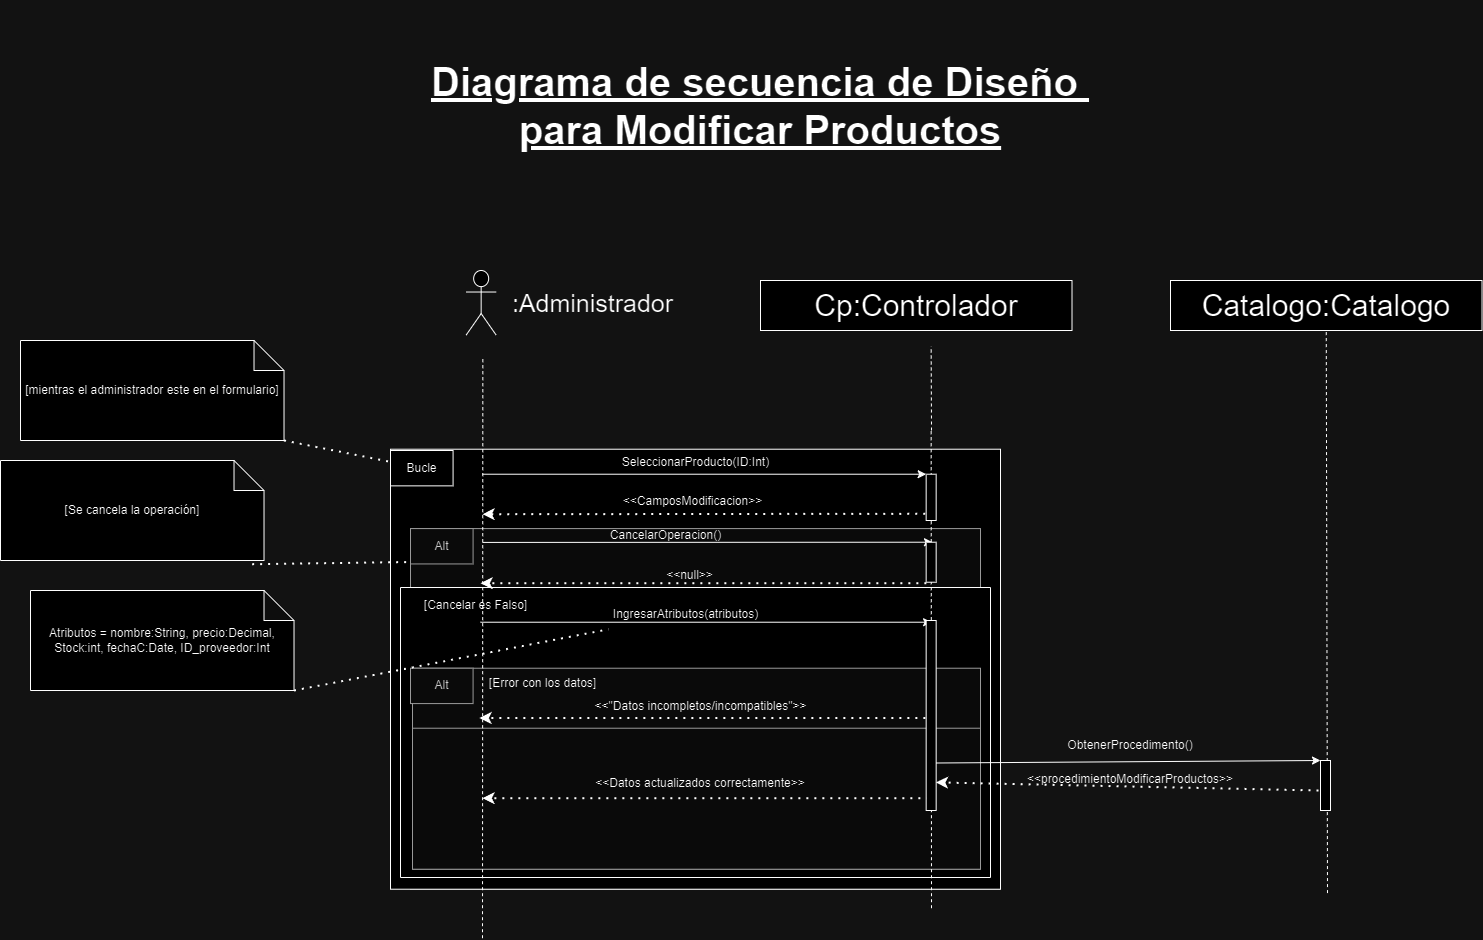 Diagrama de secuencia de Diseño
para Modificar Productos
:Administrador
Cp:Controlador
Catalogo:Catalogo
[mientras el administrador este en el formulario]
Bucle
SeleccionarProducto(ID:Int)
<<CamposModificacion>>
[Se cancela la operación]
Alt
CancelarOperacion()
<<null>>
[Cancelar es Falso]
IngresarAtributos(atributos)
Atributos = nombre:String, precio:Decimal,
Stock:int, fechaC:Date, ID_proveedor:Int
Alt
[Error con los datos]
<<"Datos incompletos/incompatibles">>
ObtenerProcedimento()
<<procedimientoModificarProductos>>
<<Datos actualizados correctamente>>